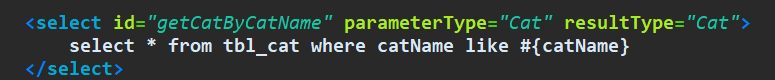 <select id="getCatByCatName" parameterType="Cat" resultType="Cat">
select * from tbl_cat where catName like #{catName}
</select>